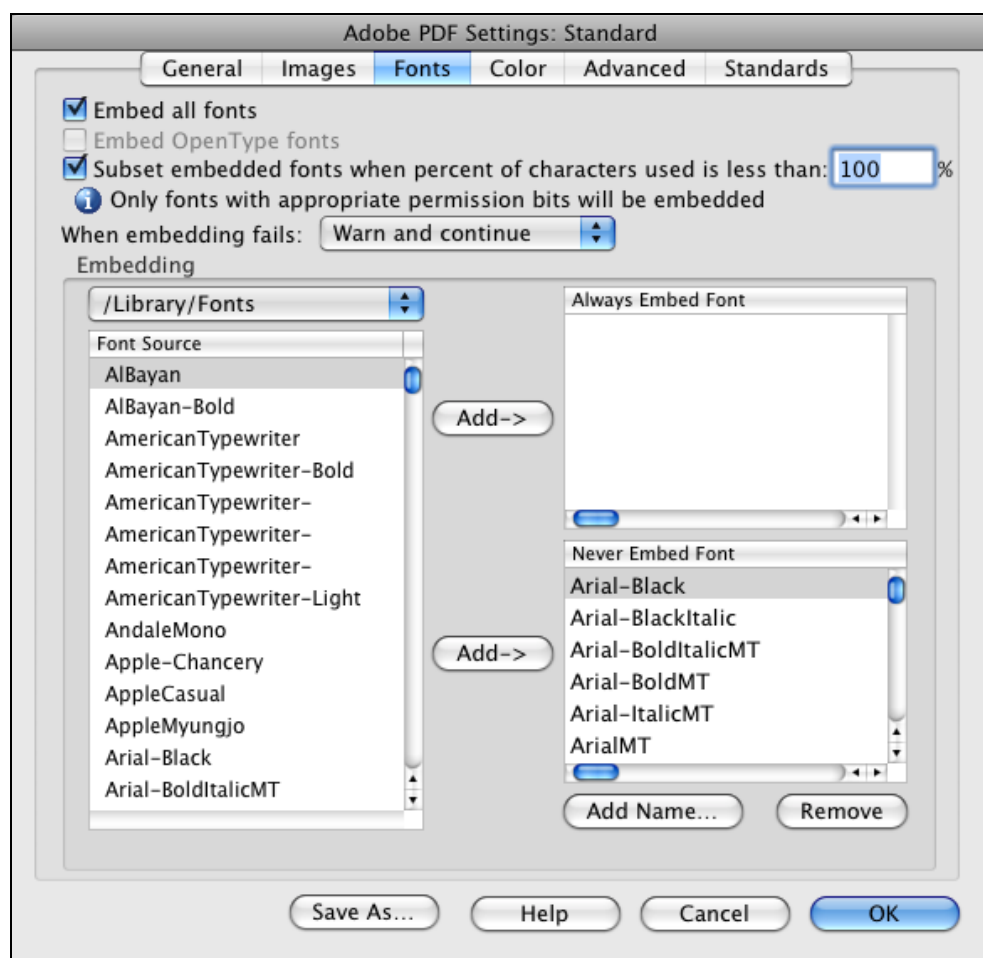 Adobe PDF Settings: Standard
General Images Fonts Color Advanced Standards
Embed all fonts
Embed OpenType fonts
Subset embedded fonts when percent of characters used is less than: 100 %
Only fonts with appropriate permission bits will be embedded
When embedding fails: Warn and continue
Embedding
/Library/Fonts
Font Source
AlBayan
AlBayan-Bold
AmericanTypewriter
AmericanTypewriter-Bold
AmericanTypewriter-
AmericanTypewriter-
AmericanTypewriter-
AmericanTypewriter-Light
AndaleMono
Apple-Chancery
AppleCasual
AppleMyungjo
Arial-Black
Arial-BoldItalicMT
Add->
Always Embed Font
Add->
Never Embed Font
Arial-Black
Arial-BlackItalic
Arial-BoldItalicMT
Arial-BoldMT
Arial-ItalicMT
ArialMT
Add Name... Remove
Save As... Help Cancel OK